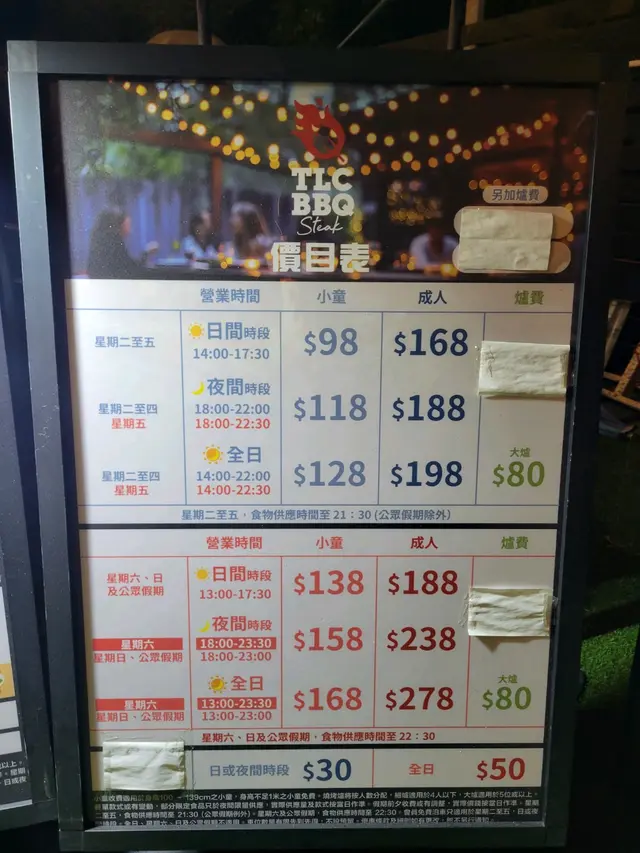 TLC
BBQ
Steak
價目表
另加爐費
營業時間 小童 成人 爐費
星期二至五 日間時段 14:00-17:30 $98 $168
星期二至四 夜間時段 18:00-22:00 $118 $188
星期五 18:00-22:30
星期二至四 全日 14:00-22:00 $128 $198 大爐 $80
星期五 14:00-22:30
星期二至五，食物供應時間至 21：30 (公眾假期除外)
營業時間 小童 成人 爐費
星期六、日及公眾假期 日間時段 13:00-17:30 $138 $188
星期六 夜間時段 18:00-23:30 $158 $238
星期日、公眾假期 18:00-23:00
星期六 全日 13:00-23:30 $168 $278 大爐 $80
星期日、公眾假期 13:00-23:00
星期六、日及公眾假期，食物供應時間至 22：30
日或夜間時段 $30 全日 $50